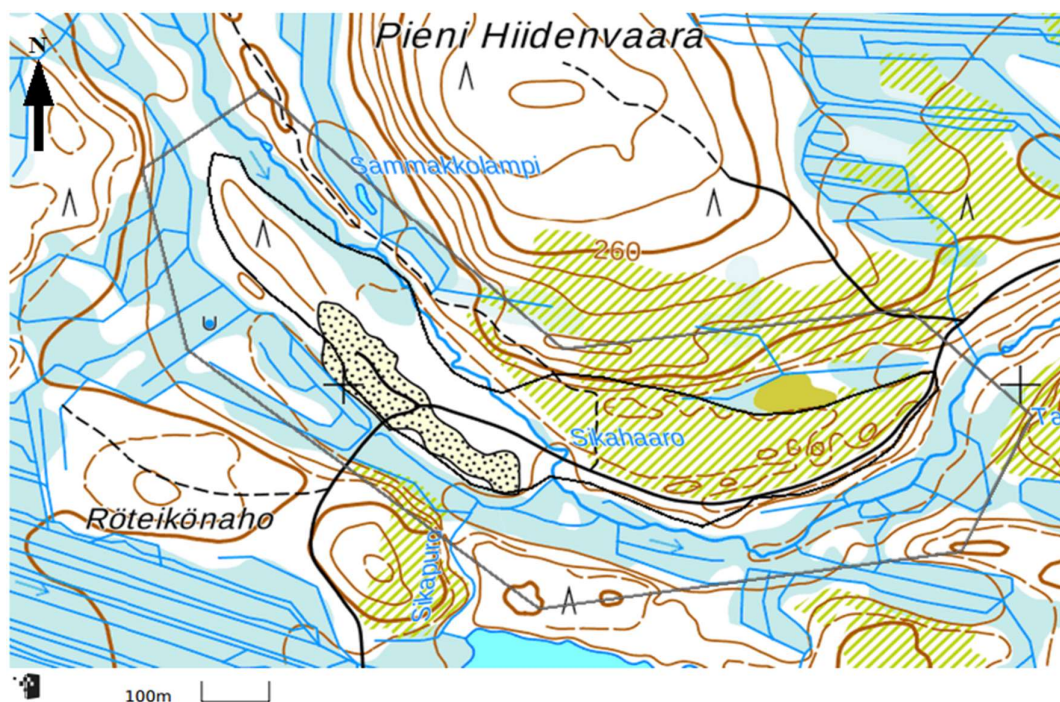 Pieni Hiidenvaara
N
Sammakkolampi
260
Sikahaaro
Röteikönaho
Sikapuro
100m